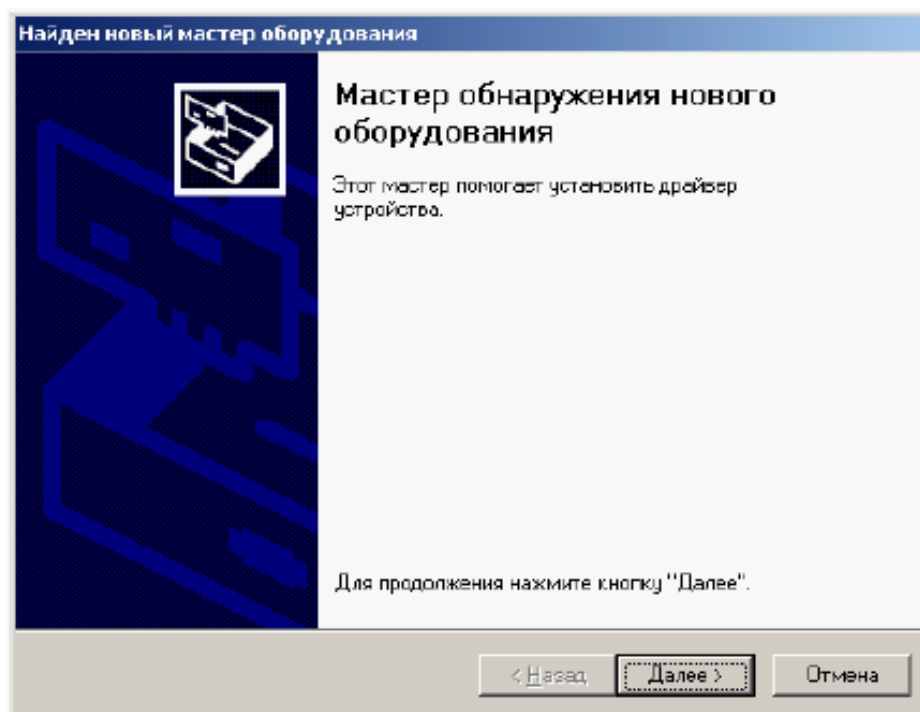 Найден новый мастер оборудования
Мастер обнаружения нового
оборудования
Этот мастер помогает установить драйвер
устройства.
Для продолжения нажмите кнопку "Далее".
< Назад Далее > Отмена